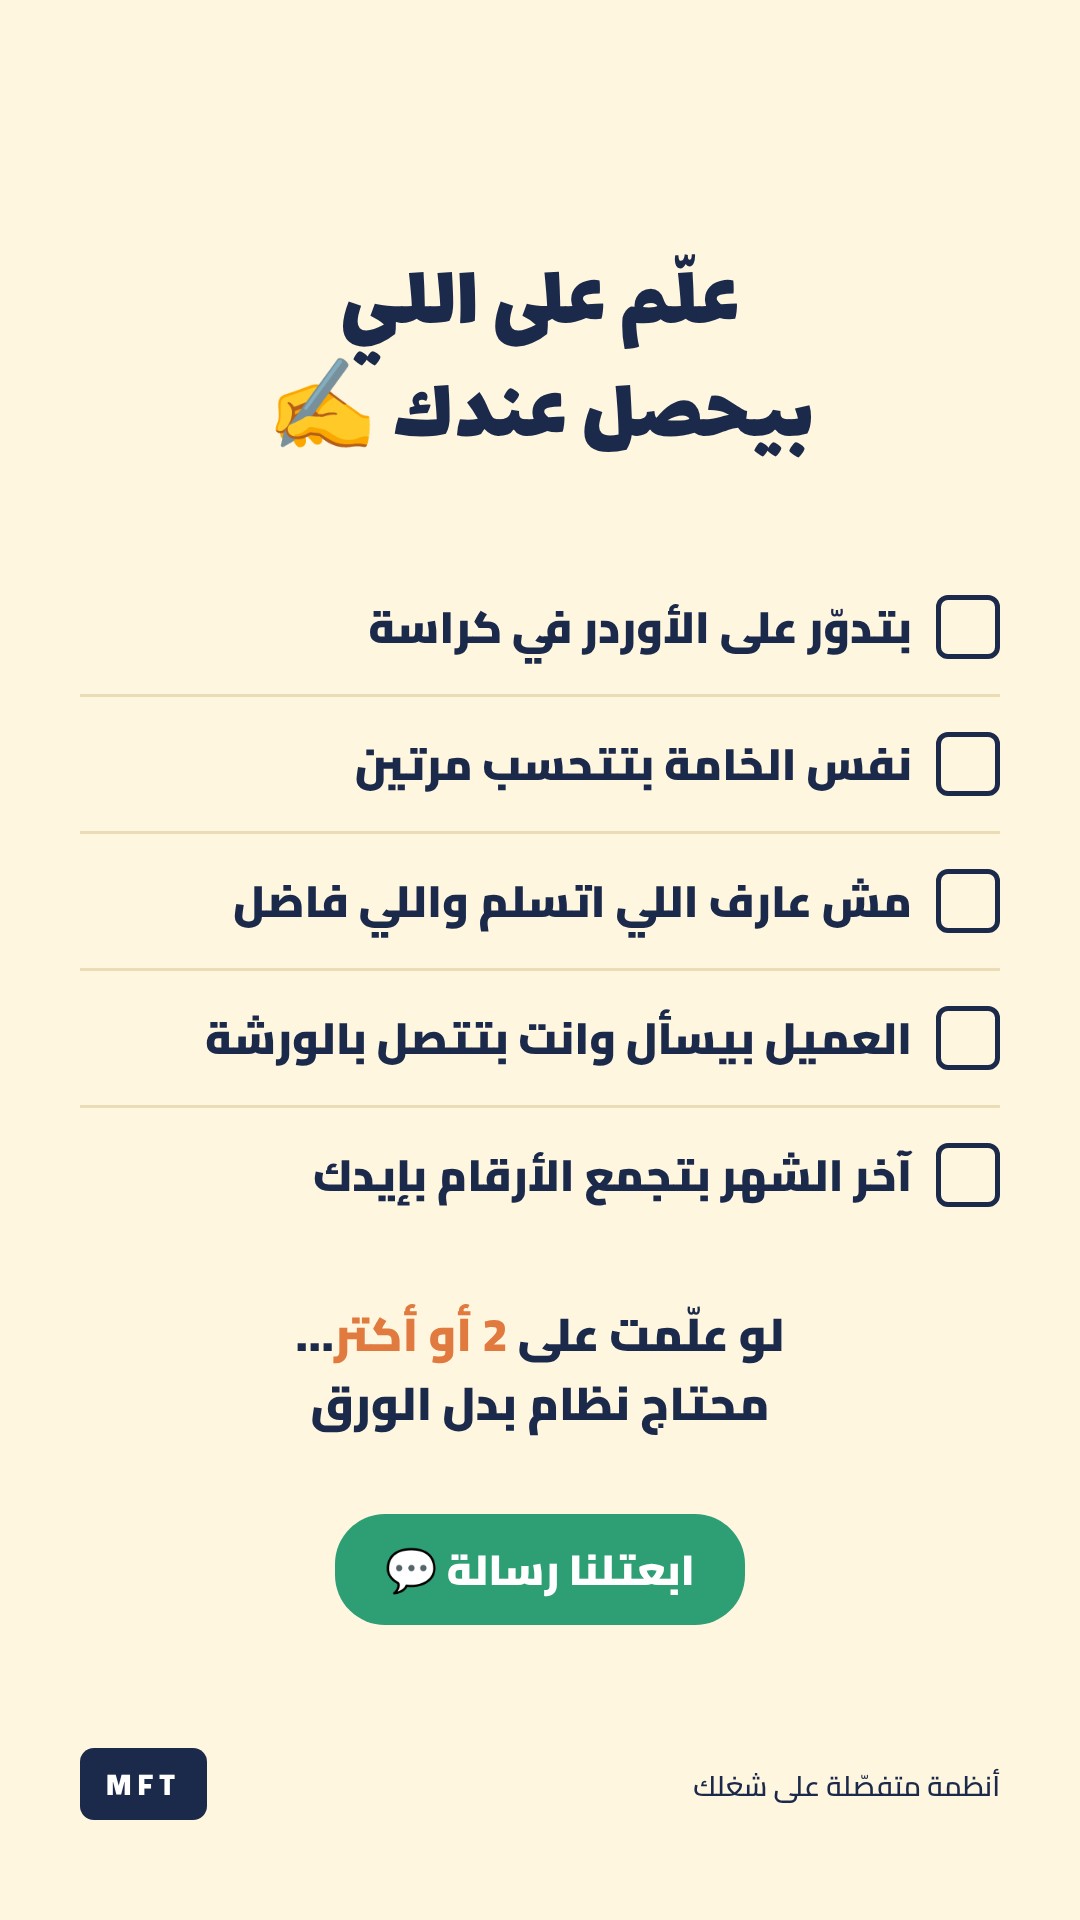 علّم على اللي
بيحصل عندك ✍️
بتدوّر على الأوردر في كراسة
نفس الخامة بتتحسب مرتين
مش عارف اللي اتسلم واللي فاضل
العميل بيسأل وانت بتتصل بالورشة
آخر الشهر بتجمع الأرقام بإيدك
لو علّمت على 2 أو أكتر...
محتاج نظام بدل الورق
ابعتلنا رسالة 💬
أنظمة متفصّلة على شغلك
MFT